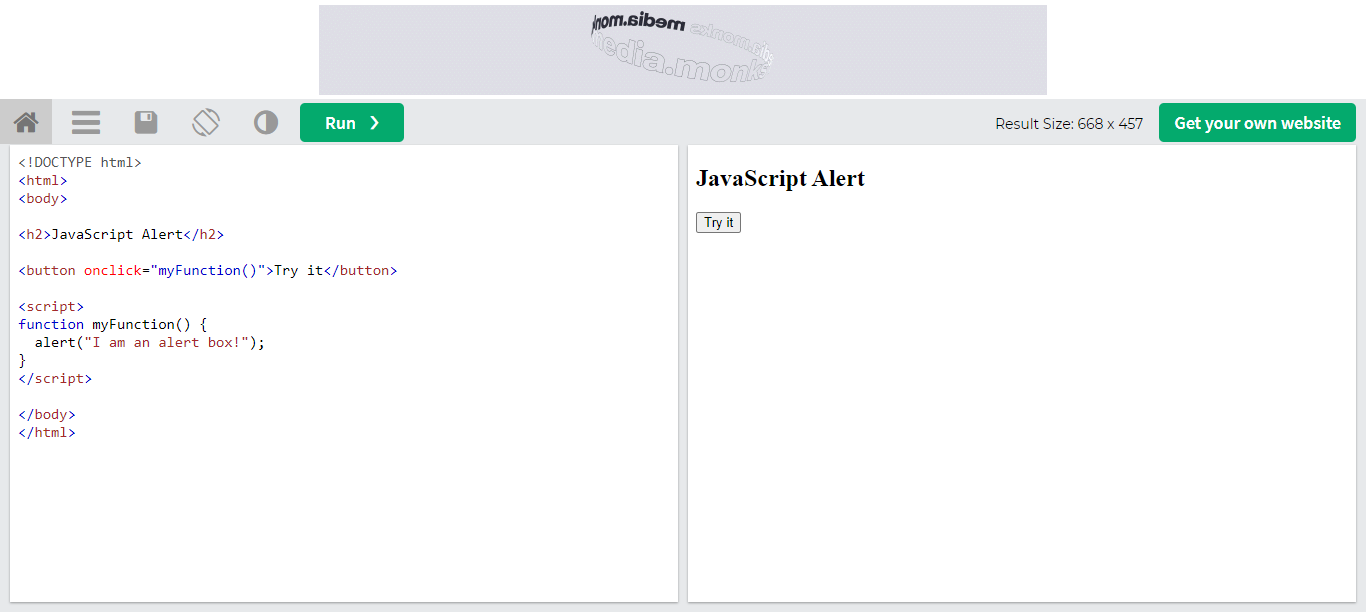 media.monks
media.monks
Run ❯
Result Size: 668 x 457
Get your own website
<!DOCTYPE html>
<html>
<body>
<h2>JavaScript Alert</h2>
<button onclick="myFunction()">Try it</button>
<script>
function myFunction() {
  alert("I am an alert box!");
}
</script>
</body>
</html>
JavaScript Alert
Try it